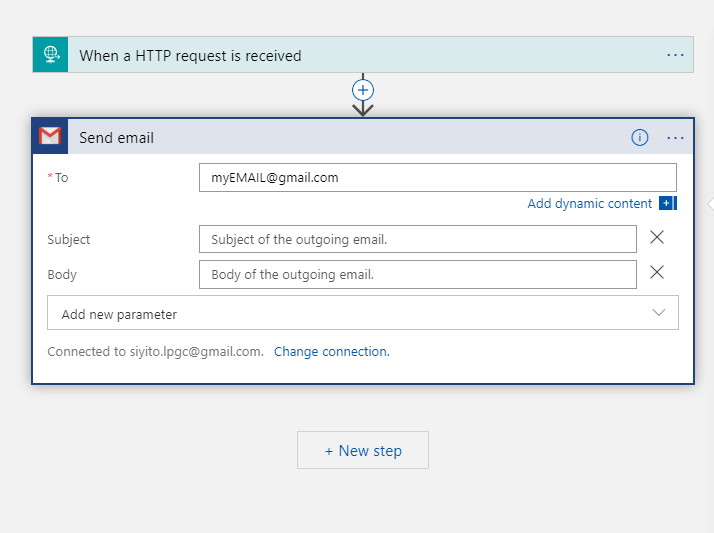 When a HTTP request is received
Send email
* To myEMAIL@gmail.com
Add dynamic content
Subject Subject of the outgoing email.
Body Body of the outgoing email.
Add new parameter
Connected to siyito.lpgc@gmail.com. Change connection.
+ New step